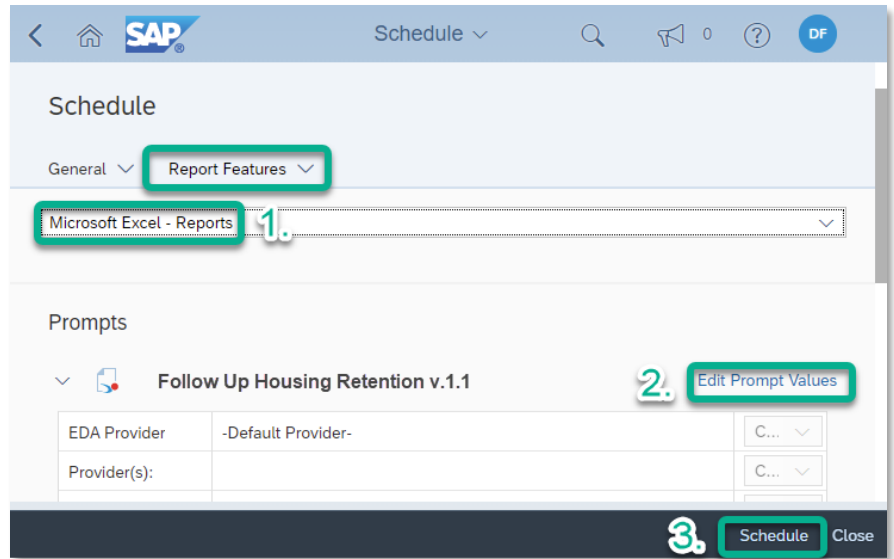 SAP® Schedule 0 ? DF
Schedule
General Report Features
Microsoft Excel - Reports 1.
Prompts
Follow Up Housing Retention v.1.1 2. Edit Prompt Values
EDA Provider -Default Provider- C...
Provider(s): C...
3. Schedule Close